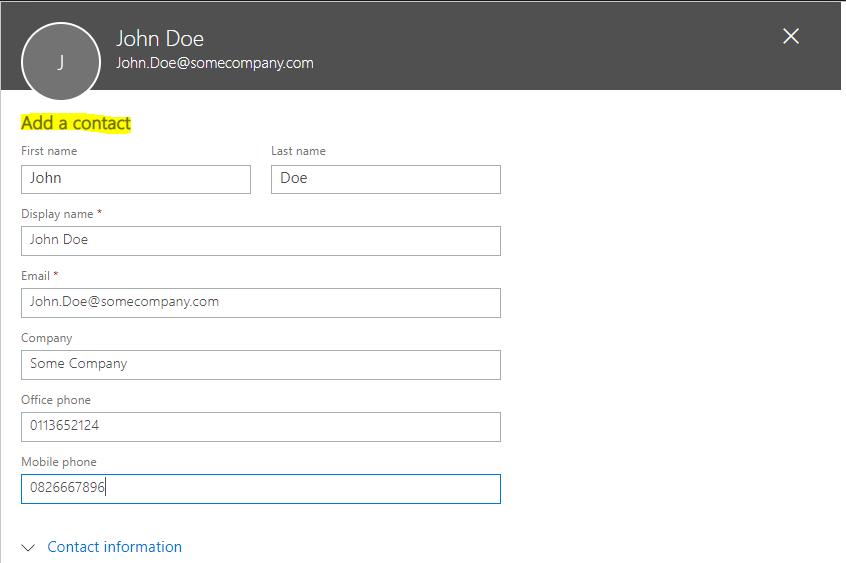 J
John Doe
John.Doe@somecompany.com
Add a contact
First name Last name
John Doe
Display name *
John Doe
Email *
John.Doe@somecompany.com
Company
Some Company
Office phone
0113652124
Mobile phone
0826667896
Contact information